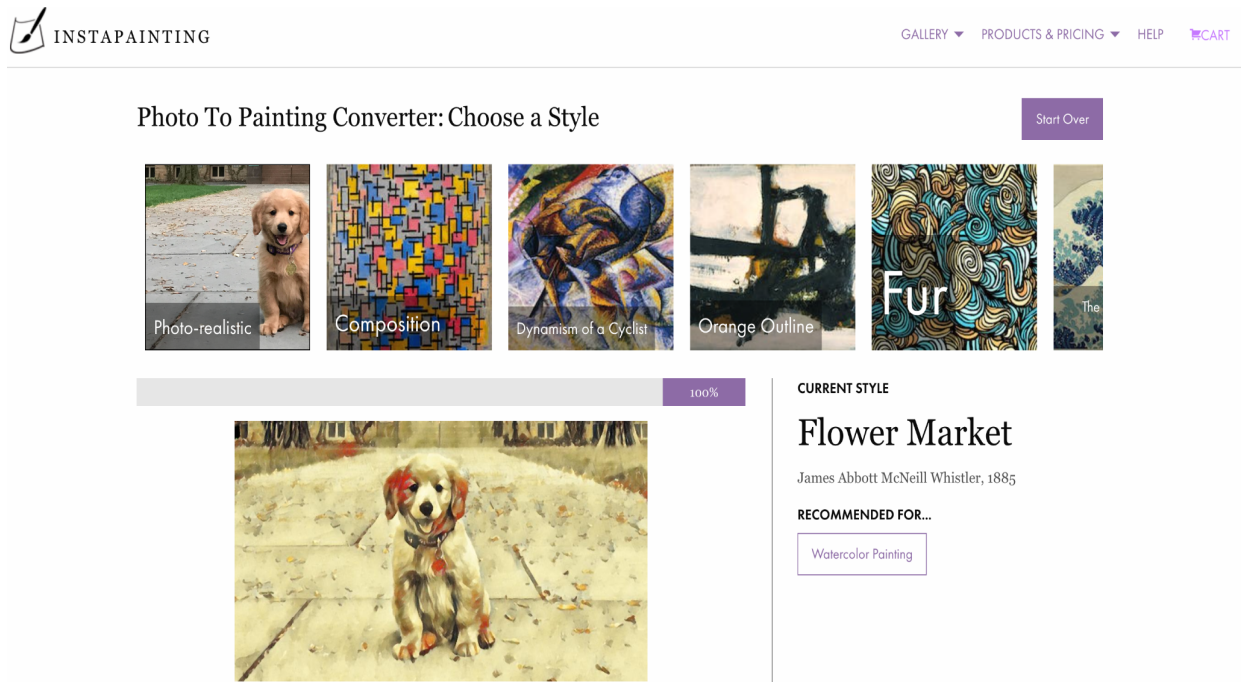 INSTAPAINTING
GALLERY PRODUCTS & PRICING HELP CART
Photo To Painting Converter: Choose a Style
Start Over
Photo-realistic
Composition
Dynamism of a Cyclist
Orange Outline
Fur
The
100%
CURRENT STYLE
Flower Market
James Abbott McNeill Whistler, 1885
RECOMMENDED FOR...
Watercolor Painting